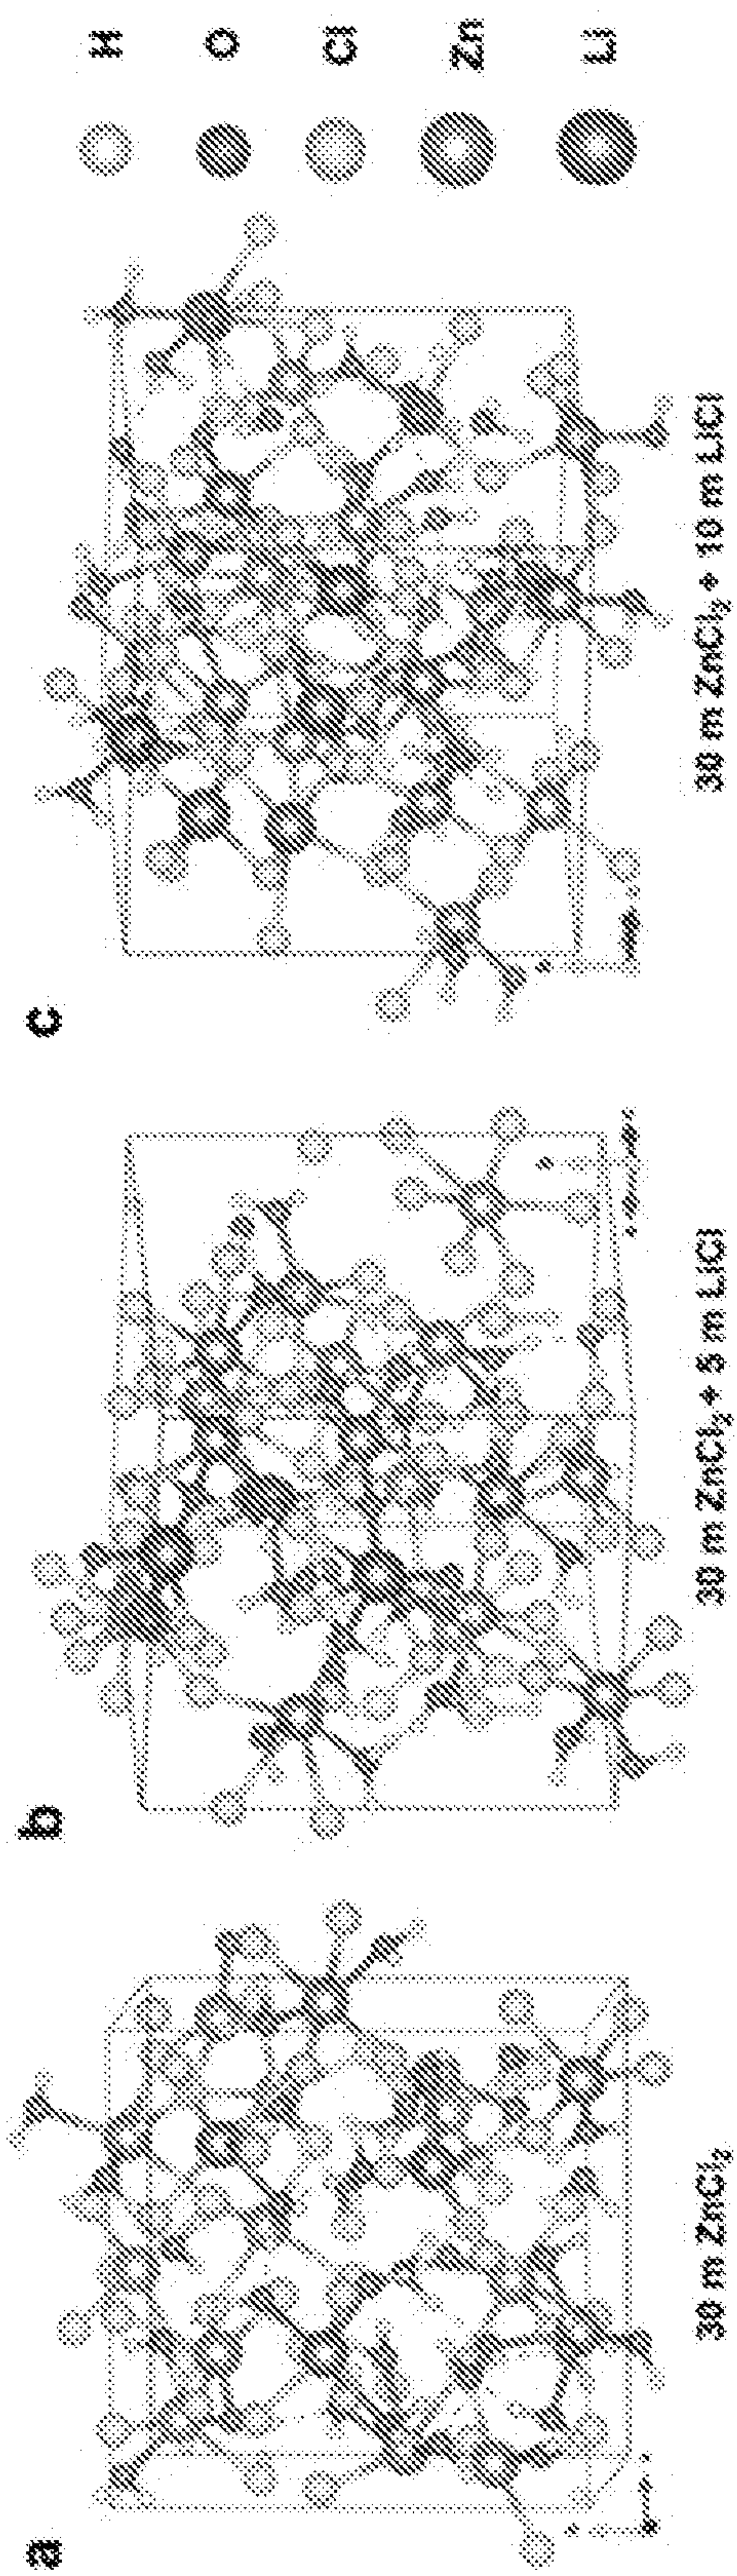 a
30 m ZnCl₂
b
30 m ZnCl₂ + 5 m LiCl
c
30 m ZnCl₂ + 10 m LiCl
H
O
Cl
Zn
Li